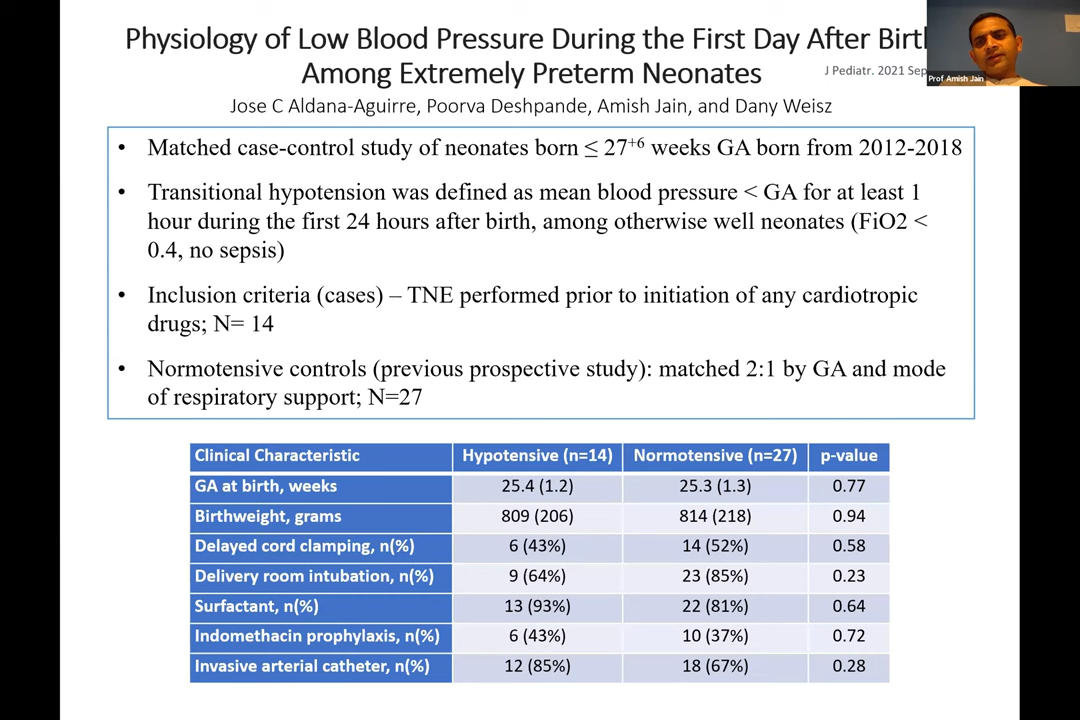 Physiology of Low Blood Pressure During the First Day After Birt
Among Extremely Preterm Neonates
J Pediatr. 2021 Sep
Prof Amish Jain
Jose C Aldana-Aguirre, Poorva Deshpande, Amish Jain, and Dany Weisz
• Matched case-control study of neonates born ≤ 27⁺⁶ weeks GA born from 2012-2018
• Transitional hypotension was defined as mean blood pressure < GA for at least 1
hour during the first 24 hours after birth, among otherwise well neonates (FiO2 <
0.4, no sepsis)
• Inclusion criteria (cases) – TNE performed prior to initiation of any cardiotropic
drugs; N= 14
• Normotensive controls (previous prospective study): matched 2:1 by GA and mode
of respiratory support; N=27
Clinical Characteristic Hypotensive (n=14) Normotensive (n=27) p-value
GA at birth, weeks 25.4 (1.2) 25.3 (1.3) 0.77
Birthweight, grams 809 (206) 814 (218) 0.94
Delayed cord clamping, n(%) 6 (43%) 14 (52%) 0.58
Delivery room intubation, n(%) 9 (64%) 23 (85%) 0.23
Surfactant, n(%) 13 (93%) 22 (81%) 0.64
Indomethacin prophylaxis, n(%) 6 (43%) 10 (37%) 0.72
Invasive arterial catheter, n(%) 12 (85%) 18 (67%) 0.28